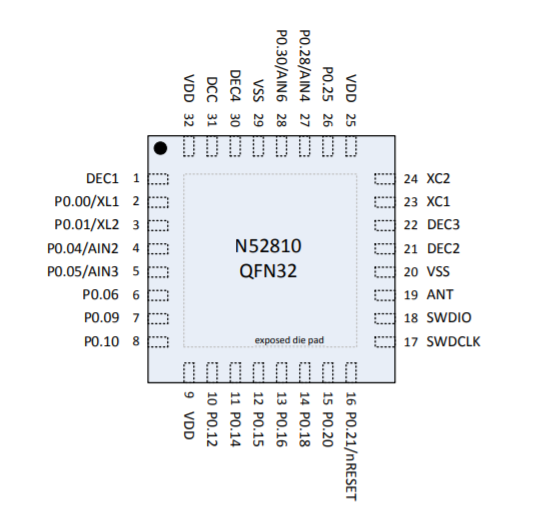 VDD 32
DCC 31
DEC4 30
VSS 29
P0.30/AIN6 28
P0.28/AIN4 27
P0.25 26
VDD 25
DEC1 1
P0.00/XL1 2
P0.01/XL2 3
P0.04/AIN2 4
P0.05/AIN3 5
P0.06 6
P0.09 7
P0.10 8
N52810
QFN32
exposed die pad
24 XC2
23 XC1
22 DEC3
21 DEC2
20 VSS
19 ANT
18 SWDIO
17 SWDCLK
9 VDD
10 P0.12
11 P0.14
12 P0.15
13 P0.16
14 P0.18
15 P0.20
16 P0.21/nRESET